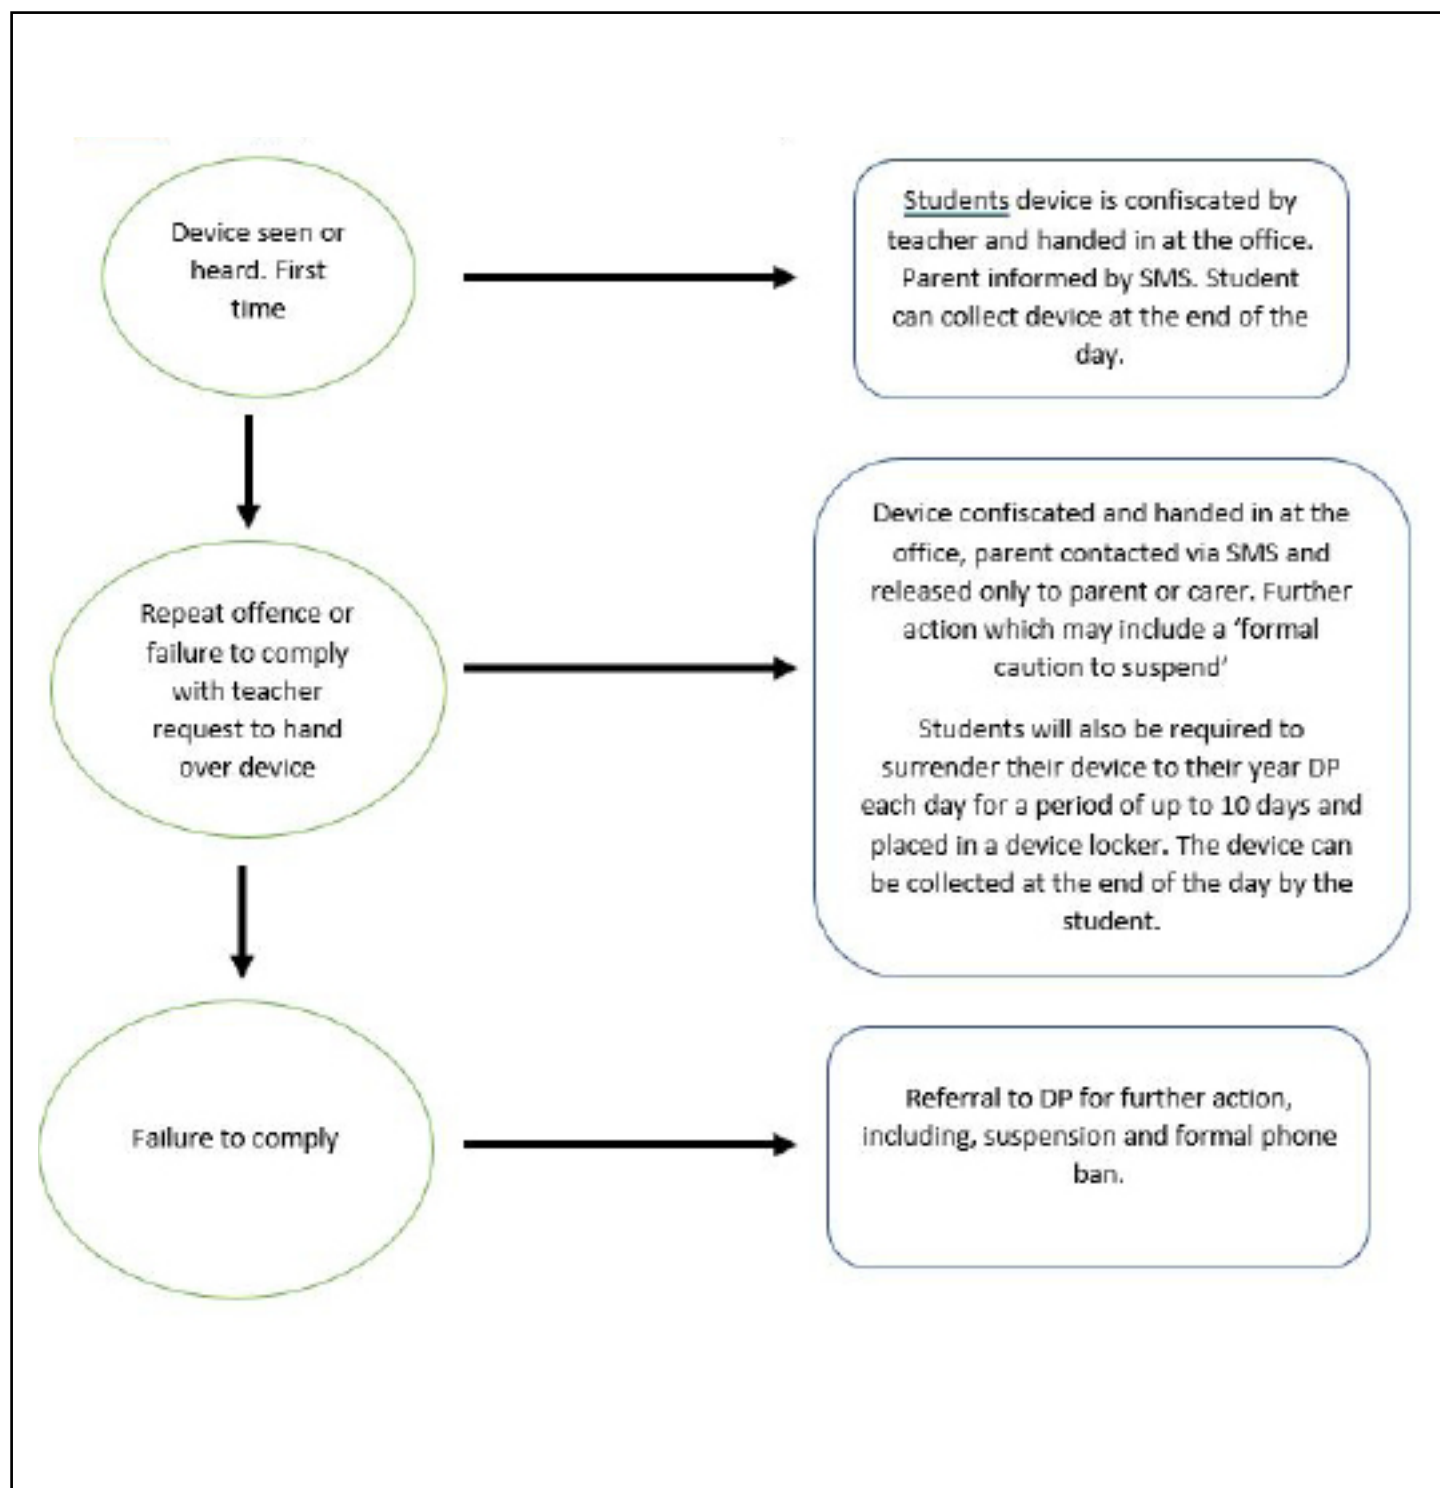 Device seen or
heard. First
time
Students device is confiscated by
teacher and handed in at the office.
Parent informed by SMS. Student
can collect device at the end of the
day.
Repeat offence or
failure to comply
with teacher
request to hand
over device
Device confiscated and handed in at the
office, parent contacted via SMS and
released only to parent or carer. Further
action which may include a ‘formal
caution to suspend’
Students will also be required to
surrender their device to their year DP
each day for a period of up to 10 days and
placed in a device locker. The device can
be collected at the end of the day by the
student.
Failure to comply
Referral to DP for further action,
including, suspension and formal phone
ban.